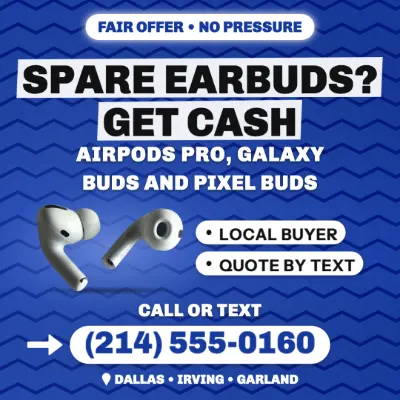 FAIR OFFER • NO PRESSURE
SPARE EARBUDS?
GET CASH
AIRPODS PRO, GALAXY
BUDS AND PIXEL BUDS
• LOCAL BUYER
• QUOTE BY TEXT
CALL OR TEXT
(214) 555-0160
DALLAS • IRVING • GARLAND